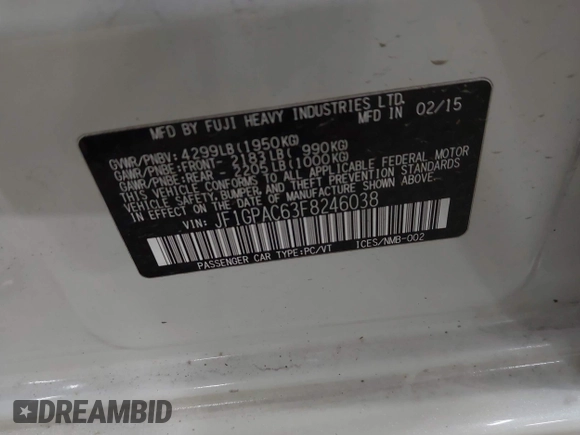 MFD BY FUJI HEAVY INDUSTRIES LTD. IN 02/15
GVWR/PNBV: 4299LB(1950KG)
GAWR/PNBE:FRONT- 2183LB( 990KG)
GAWR/PNBE:REAR - 2205LB(1000KG)
THIS VEHICLE CONFORMS TO ALL APPLICABLE FEDERAL MOTOR
VEHICLE SAFETY, BUMPER, AND THEFT PREVENTION
STANDARDS IN EFFECT ON THE DATE OF MANUFACTURE SHOWN ABOVE.
VIN: JF1GPAC63F8246038
PASSENGER CAR TYPE:PC/VT ICES/NMB-002
DREAMBID